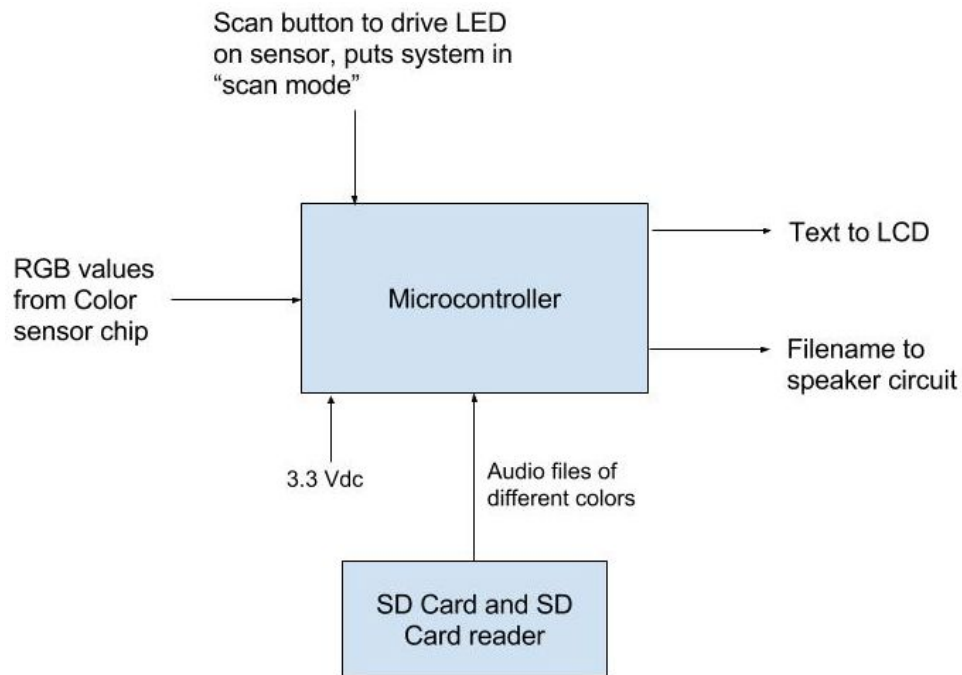 Scan button to drive LED
on sensor, puts system in
“scan mode”
RGB values
from Color
sensor chip
Microcontroller
Text to LCD
Filename to
speaker circuit
3.3 Vdc
Audio files of
different colors
SD Card and SD
Card reader